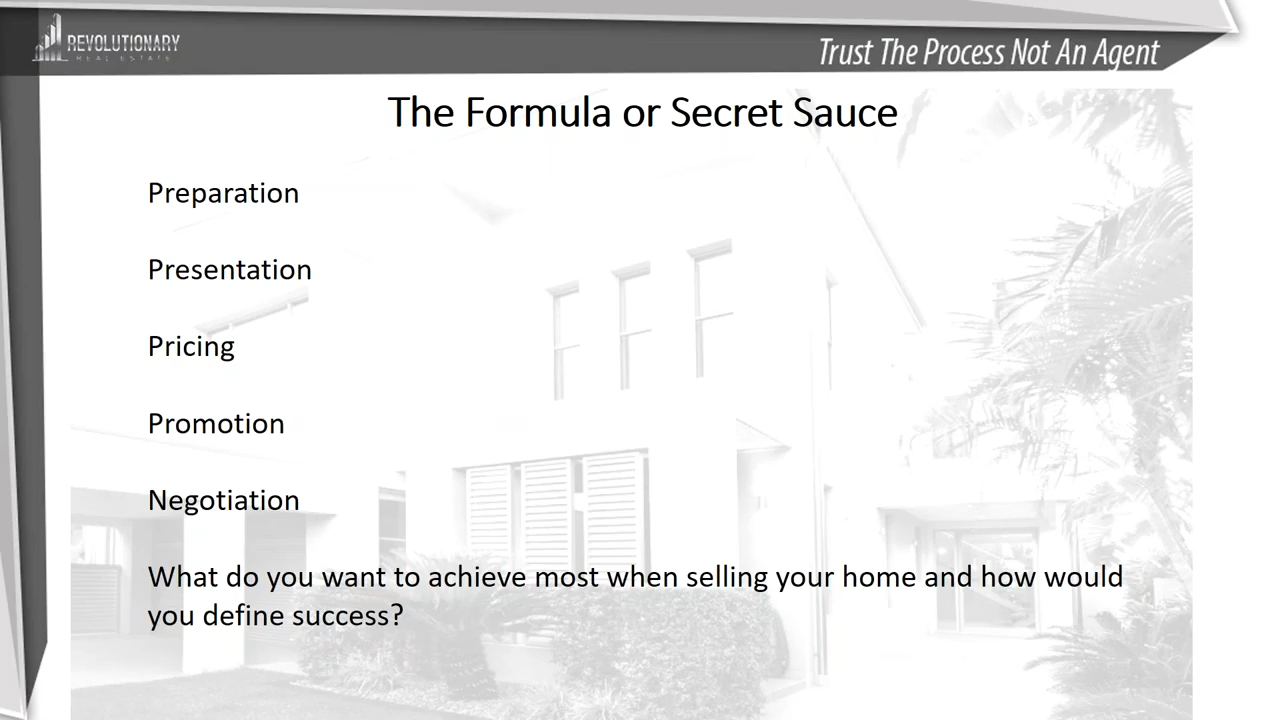 REVOLUTIONARY
REAL ESTATE
Trust The Process Not An Agent
The Formula or Secret Sauce
Preparation
Presentation
Pricing
Promotion
Negotiation
What do you want to achieve most when selling your home and how would
you define success?